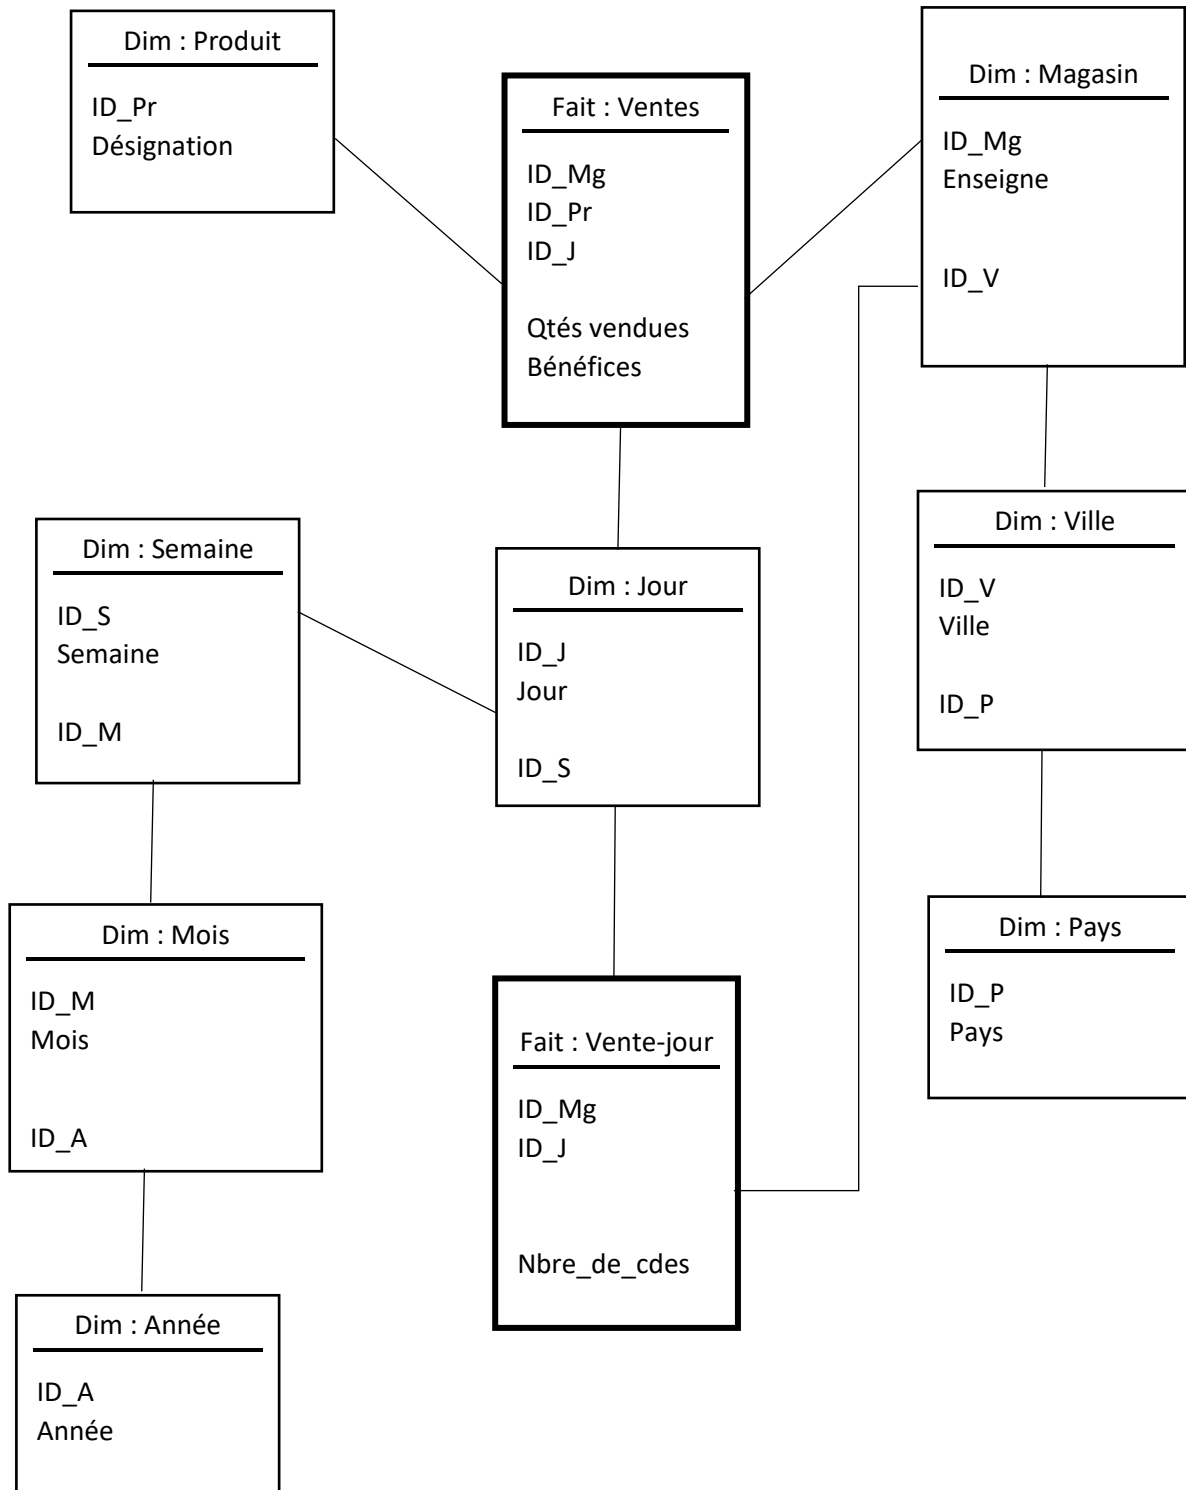 Dim : Produit
ID_Pr
Désignation
Fait : Ventes
ID_Mg
ID_Pr
ID_J
Qtés vendues
Bénéfices
Dim : Magasin
ID_Mg
Enseigne
ID_V
Dim : Semaine
ID_S
Semaine
ID_M
Dim : Jour
ID_J
Jour
ID_S
Dim : Ville
ID_V
Ville
ID_P
Dim : Mois
ID_M
Mois
ID_A
Fait : Vente-jour
ID_Mg
ID_J
Nbre_de_cdes
Dim : Pays
ID_P
Pays
Dim : Année
ID_A
Année